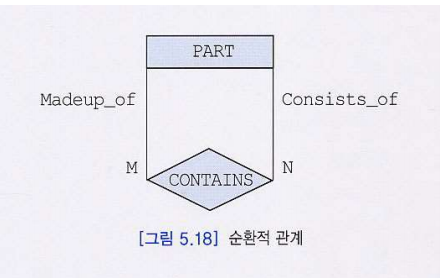 PART
Madeup_of
Consists_of
M
CONTAINS
N
[그림 5.18] 순환적 관계